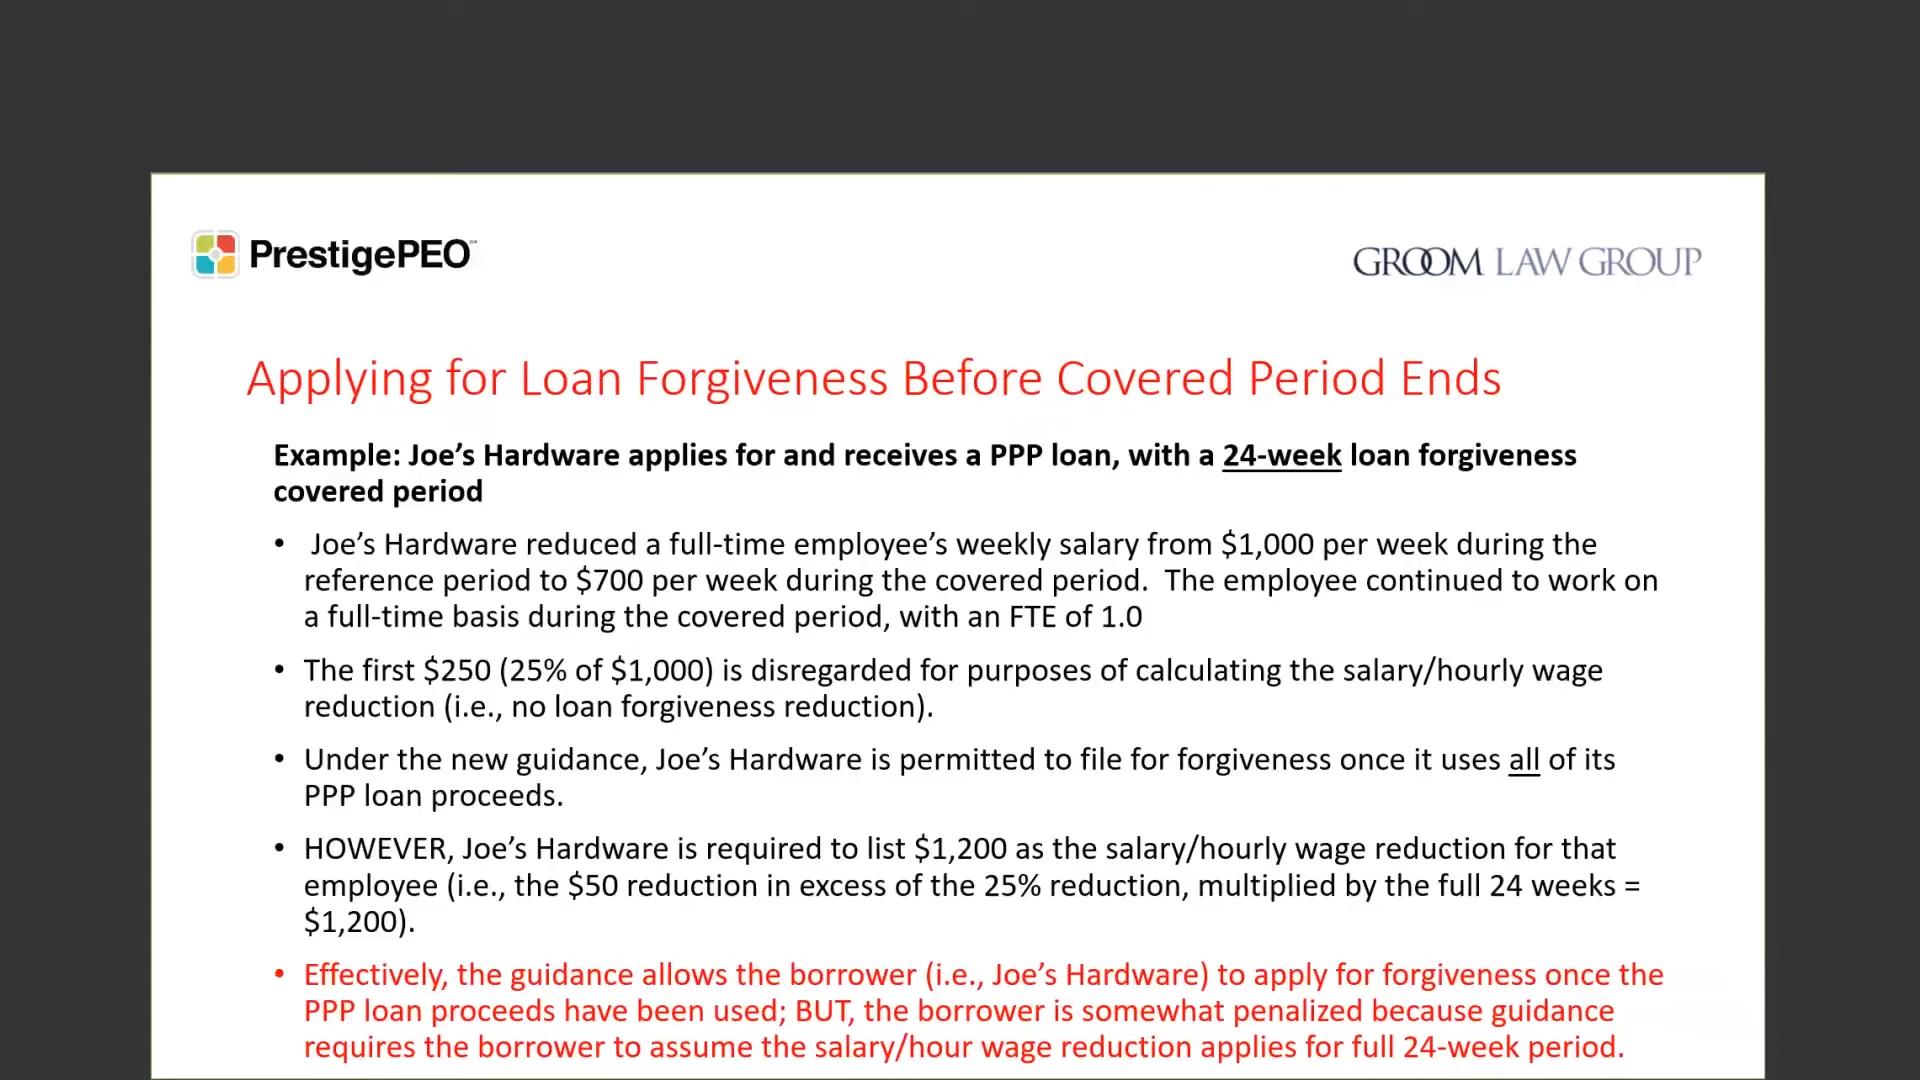 PrestigePEO™
GROOM LAW GROUP
Applying for Loan Forgiveness Before Covered Period Ends
Example: Joe’s Hardware applies for and receives a PPP loan, with a 24-week loan forgiveness
covered period
• Joe’s Hardware reduced a full-time employee’s weekly salary from $1,000 per week during the
reference period to $700 per week during the covered period. The employee continued to work on
a full-time basis during the covered period, with an FTE of 1.0
• The first $250 (25% of $1,000) is disregarded for purposes of calculating the salary/hourly wage
reduction (i.e., no loan forgiveness reduction).
• Under the new guidance, Joe’s Hardware is permitted to file for forgiveness once it uses all of its
PPP loan proceeds.
• HOWEVER, Joe’s Hardware is required to list $1,200 as the salary/hourly wage reduction for that
employee (i.e., the $50 reduction in excess of the 25% reduction, multiplied by the full 24 weeks =
$1,200).
• Effectively, the guidance allows the borrower (i.e., Joe’s Hardware) to apply for forgiveness once the
PPP loan proceeds have been used; BUT, the borrower is somewhat penalized because guidance
requires the borrower to assume the salary/hour wage reduction applies for full 24-week period.